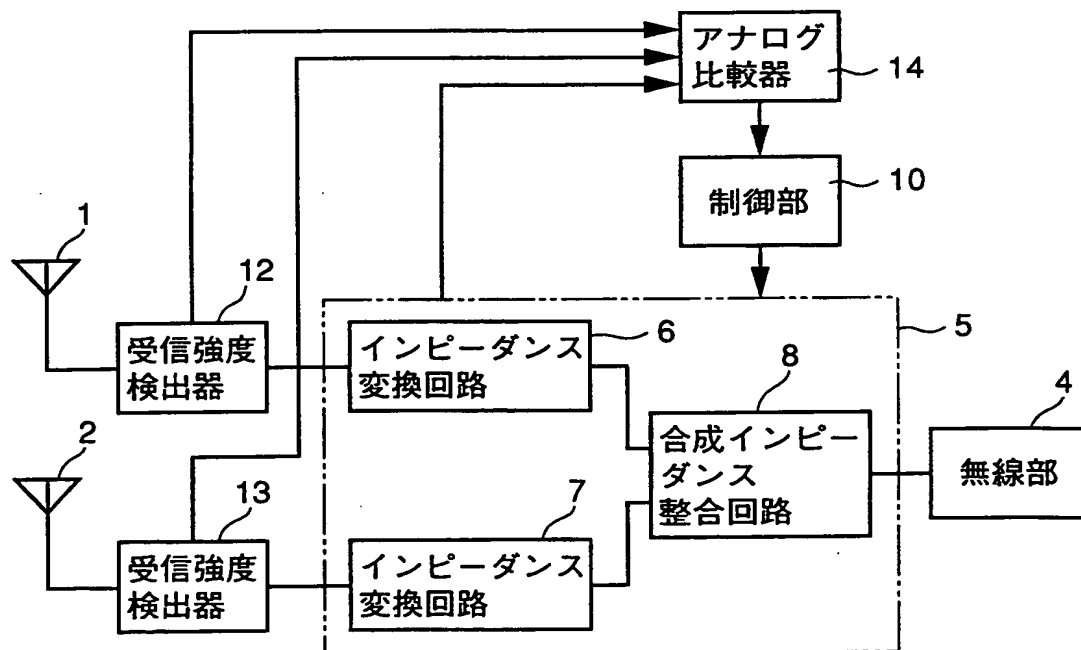 アナログ
比較器
14
制御部
10
1
12
受信強度
検出器
インピーダンス
変換回路
6
5
8
合成インピー
ダンス
整合回路
4
無線部
2
13
受信強度
検出器
7
インピーダンス
変換回路